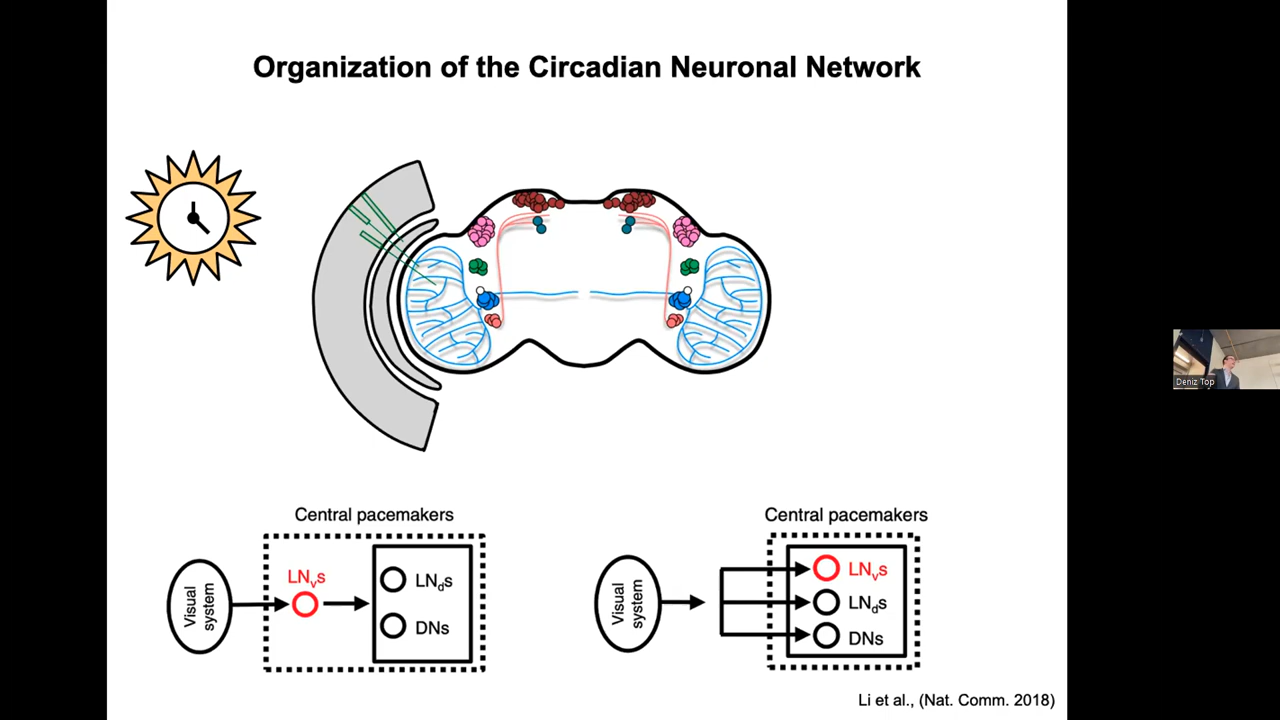 Organization of the Circadian Neuronal Network
Central pacemakers
Visual
system
LNvs
LNds
DNs
Central pacemakers
Visual
system
LNvs
LNds
DNs
Li et al., (Nat. Comm. 2018)
Deniz Top